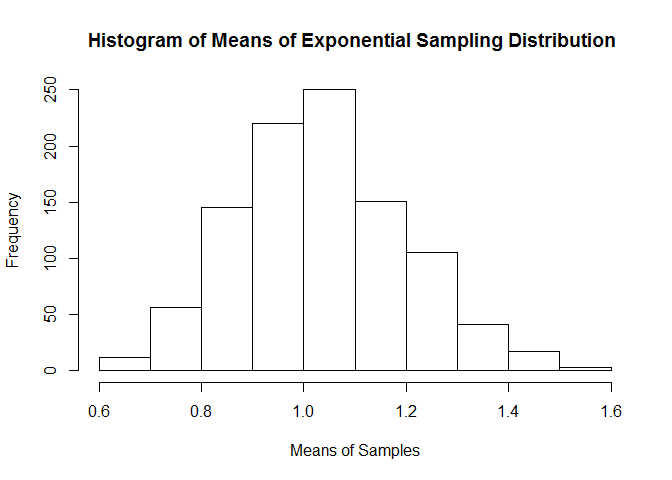 Histogram of Means of Exponential Sampling Distribution
Frequency
250
200
150
100
50
0
0.6 0.8 1.0 1.2 1.4 1.6
Means of Samples